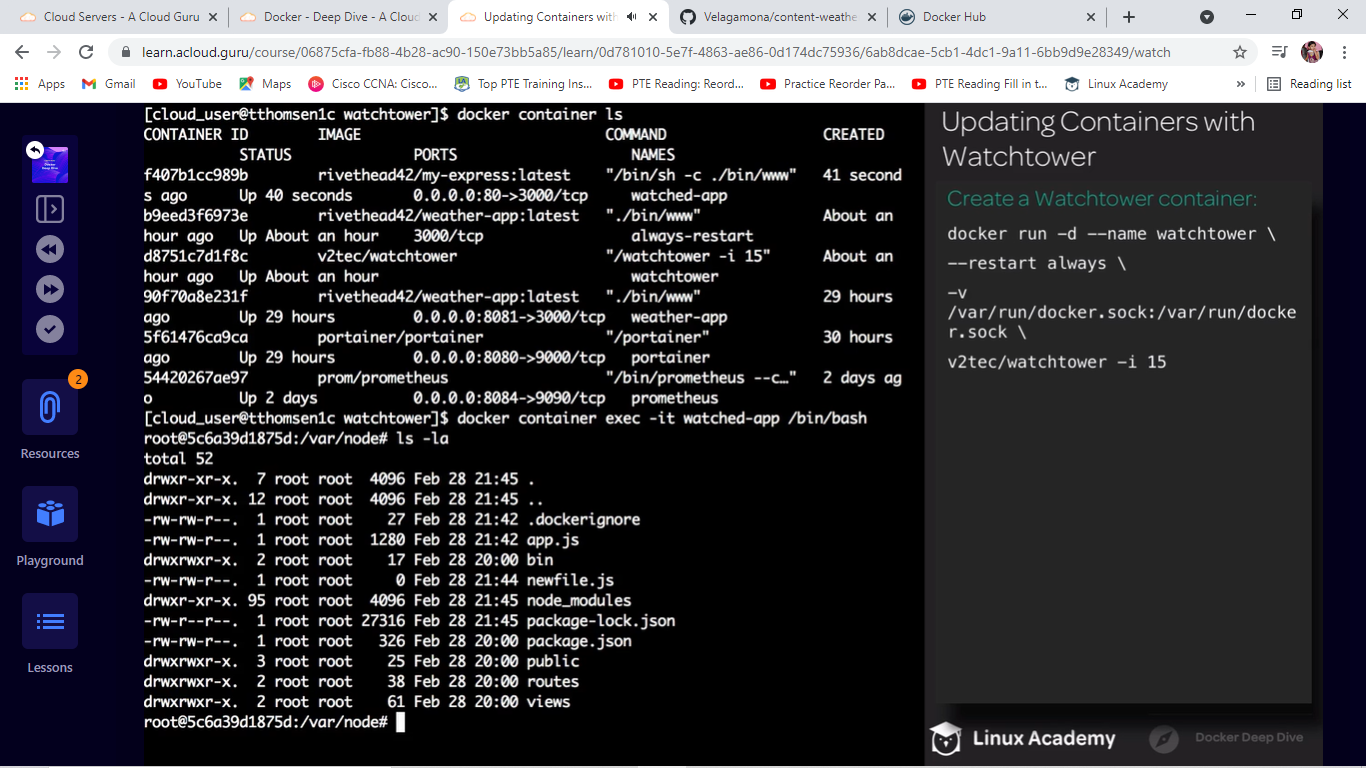 Cloud Servers - A Cloud Guru
Docker - Deep Dive - A Cloud
Updating Containers with
Velagamona/content-weathe
Docker Hub
learn.acloud.guru/course/06875cfa-fb88-4b28-ac90-150e73bb5a85/learn/0d781010-5e7f-4863-ae86-0d174dc75936/6ab8dcae-5cb1-4dc1-9a11-6bb9d9e28349/watch
Apps
Gmail
YouTube
Maps
Cisco CCNA: Cisco...
Top PTE Training Ins...
PTE Reading: Reord...
Practice Reorder Pa...
PTE Reading Fill in t...
Linux Academy
»
Reading list
Docker
Deep Dive
2
Resources
Playground
Lessons
[cloud_user@tthomsen1c watchtower]$ docker container ls
CONTAINER ID IMAGE COMMAND CREATED
STATUS PORTS NAMES
f407b1cc989b rivethead42/my-express:latest "/bin/sh -c ./bin/www" 41 second
s ago Up 40 seconds 0.0.0.0:80->3000/tcp watched-app
b9eed3f6973e rivethead42/weather-app:latest "./bin/www" About an
hour ago Up About an hour 3000/tcp always-restart
d8751c7d1f8c v2tec/watchtower "/watchtower -i 15" About an
hour ago Up About an hour watchtower
90f70a8e231f rivethead42/weather-app:latest "./bin/www" 29 hours
ago Up 29 hours 0.0.0.0:8081->3000/tcp weather-app
5f61476ca9ca portainer/portainer "/portainer" 30 hours
ago Up 29 hours 0.0.0.0:8080->9000/tcp portainer
54420267ae97 prom/prometheus "/bin/prometheus --c…" 2 days ag
o Up 2 days 0.0.0.0:8084->9090/tcp prometheus
[cloud_user@tthomsen1c watchtower]$ docker container exec -it watched-app /bin/bash
root@5c6a39d1875d:/var/node# ls -la
total 52
drwxr-xr-x. 7 root root 4096 Feb 28 21:45 .
drwxr-xr-x. 12 root root 4096 Feb 28 21:45 ..
-rw-rw-r--. 1 root root 27 Feb 28 21:42 .dockerignore
-rw-rw-r--. 1 root root 1280 Feb 28 21:42 app.js
drwxrwxr-x. 2 root root 17 Feb 28 20:00 bin
-rw-rw-r--. 1 root root 0 Feb 28 21:44 newfile.js
drwxr-xr-x. 95 root root 4096 Feb 28 21:45 node_modules
-rw-r--r--. 1 root root 27316 Feb 28 21:45 package-lock.json
-rw-rw-r--. 1 root root 326 Feb 28 20:00 package.json
drwxrwxr-x. 3 root root 25 Feb 28 20:00 public
drwxrwxr-x. 2 root root 38 Feb 28 20:00 routes
drwxrwxr-x. 2 root root 61 Feb 28 20:00 views
root@5c6a39d1875d:/var/node#
Updating Containers with
Watchtower
Create a Watchtower container:
docker run -d --name watchtower \
--restart always \
-v
/var/run/docker.sock:/var/run/docke
r.sock \
v2tec/watchtower -i 15
Linux Academy
Docker Deep Dive